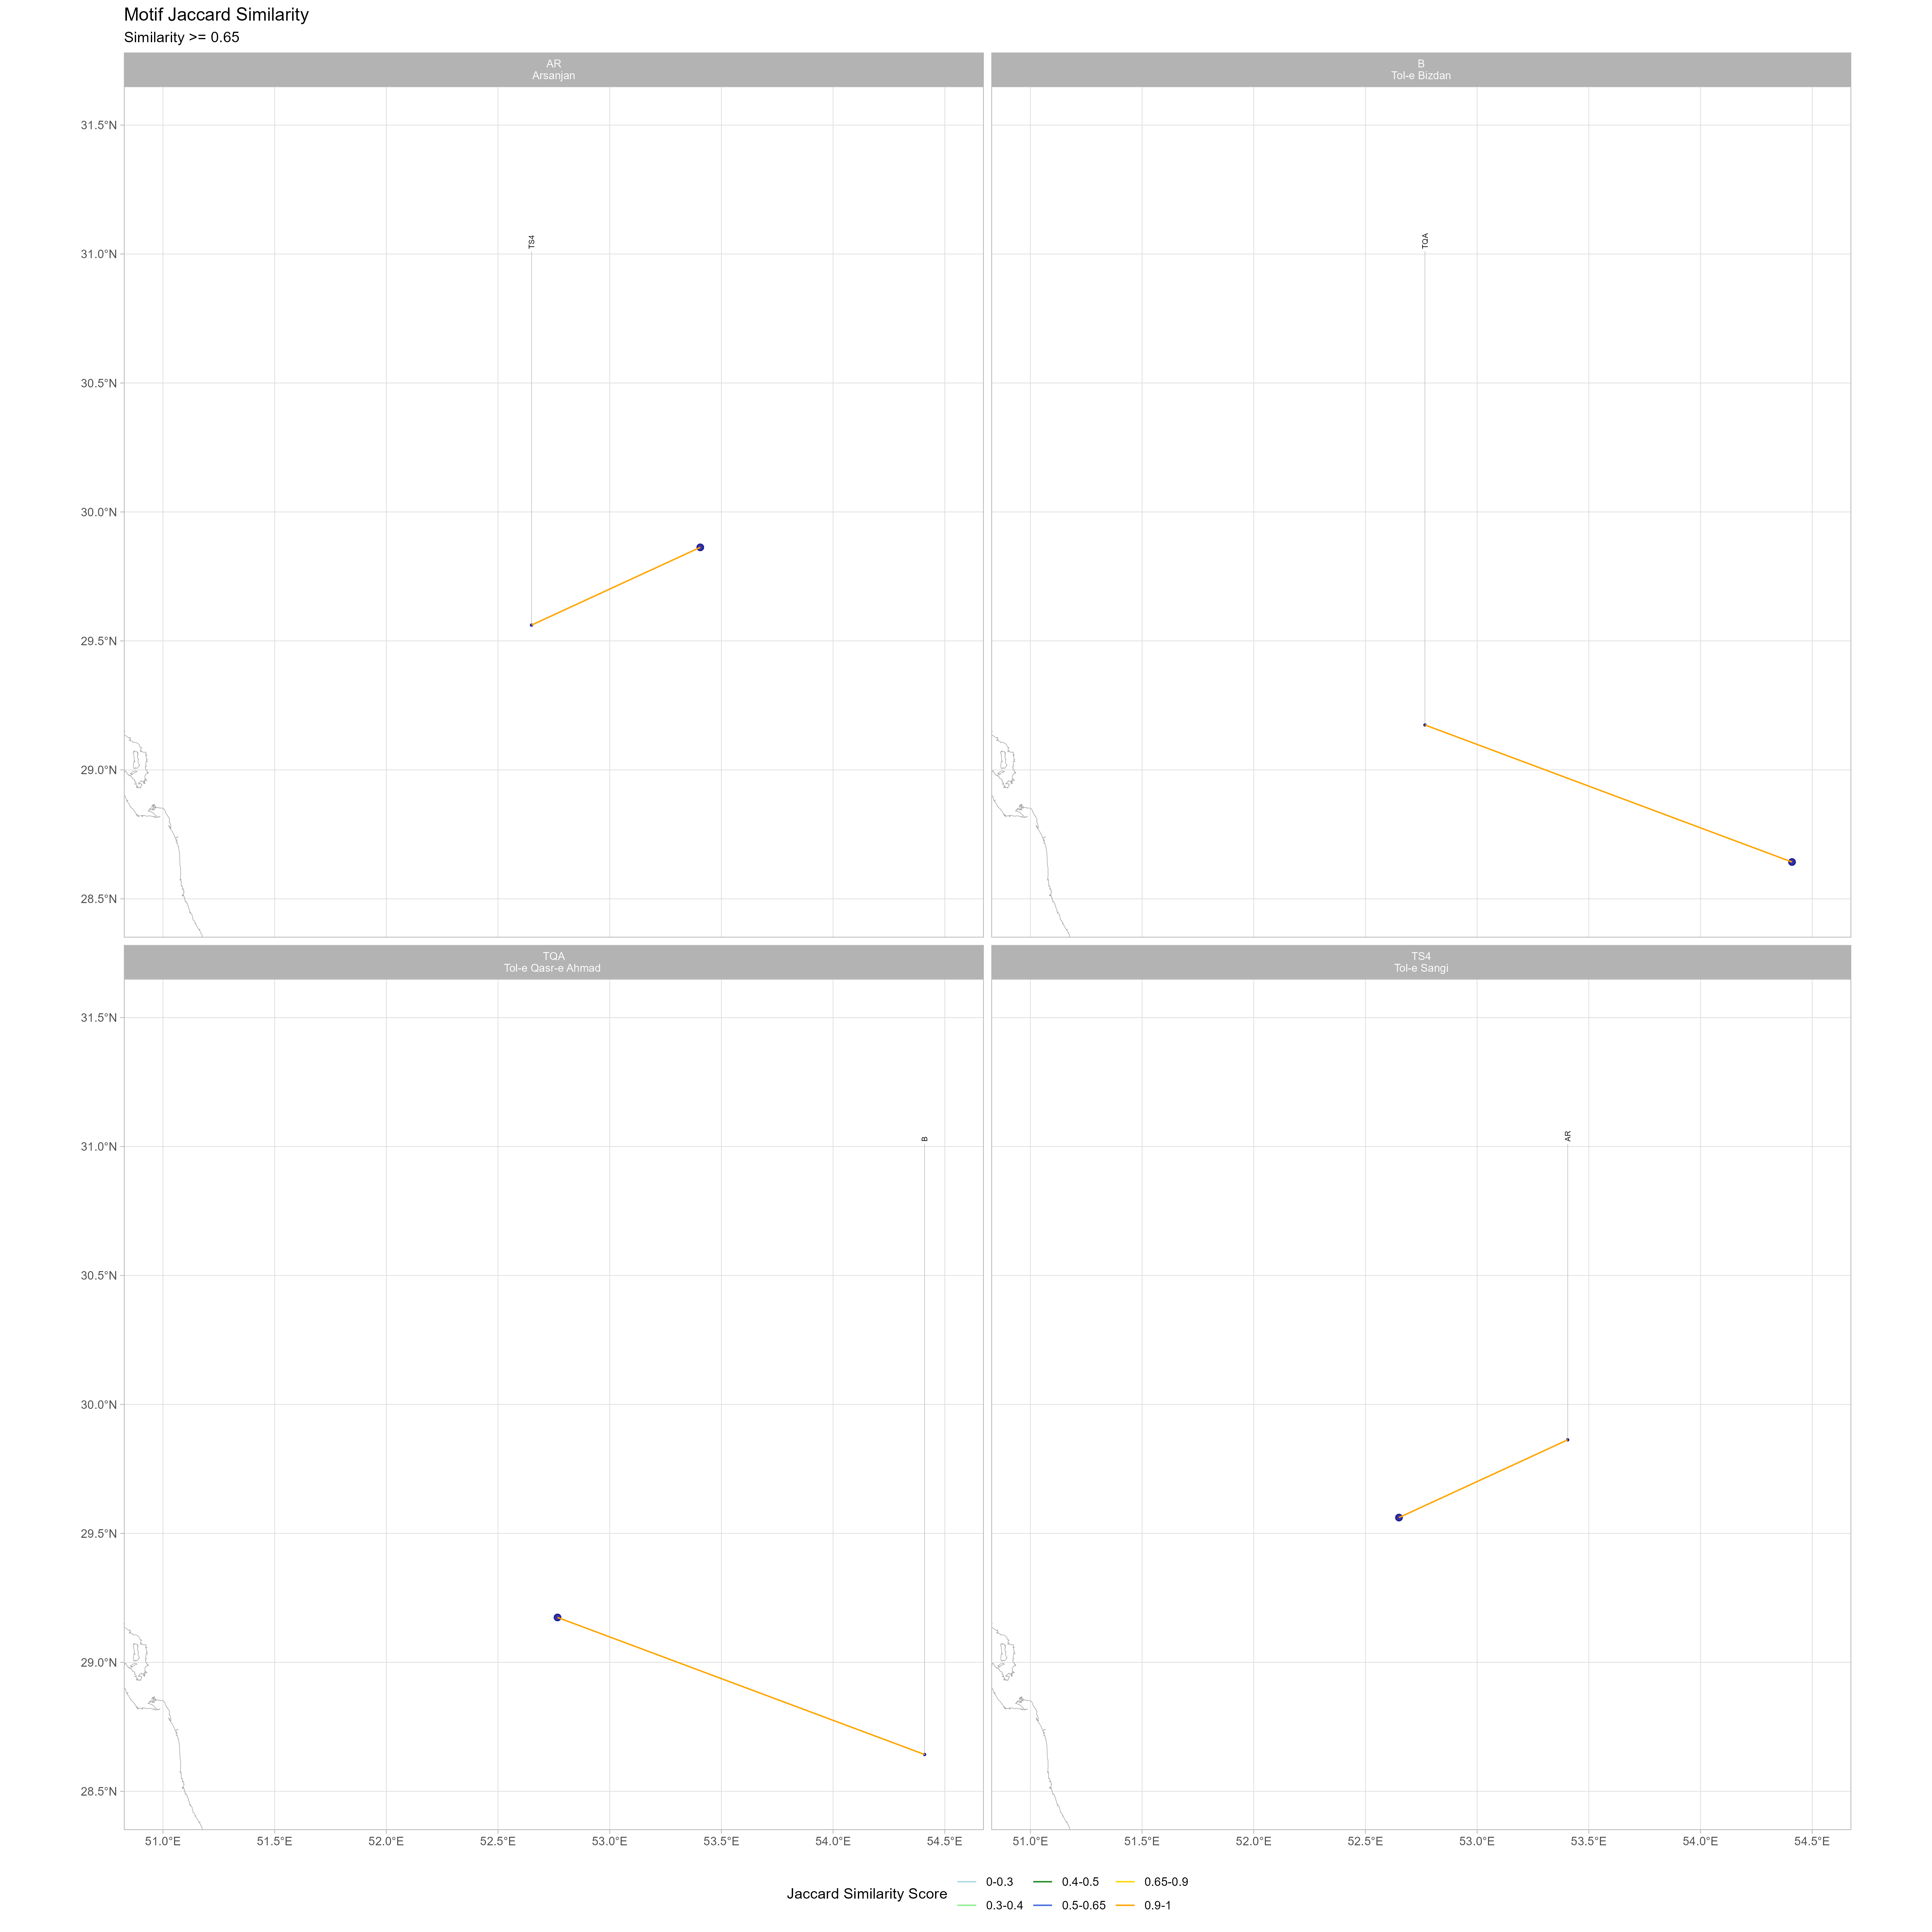 Motif Jaccard Similarity
Similarity >= 0.65
AR
Arsanjan
B
Tol-e Bizdan
31.5°N
31.0°N
30.5°N
30.0°N
29.5°N
29.0°N
28.5°N
TS4
TQA
TQA
Tol-e Qasr-e Ahmad
TS4
Tol-e Sangi
31.5°N
31.0°N
30.5°N
30.0°N
29.5°N
29.0°N
28.5°N
B
AR
51.0°E 51.5°E 52.0°E 52.5°E 53.0°E 53.5°E 54.0°E 54.5°E
51.0°E 51.5°E 52.0°E 52.5°E 53.0°E 53.5°E 54.0°E 54.5°E
Jaccard Similarity Score
0-0.3
0.3-0.4
0.4-0.5
0.5-0.65
0.65-0.9
0.9-1